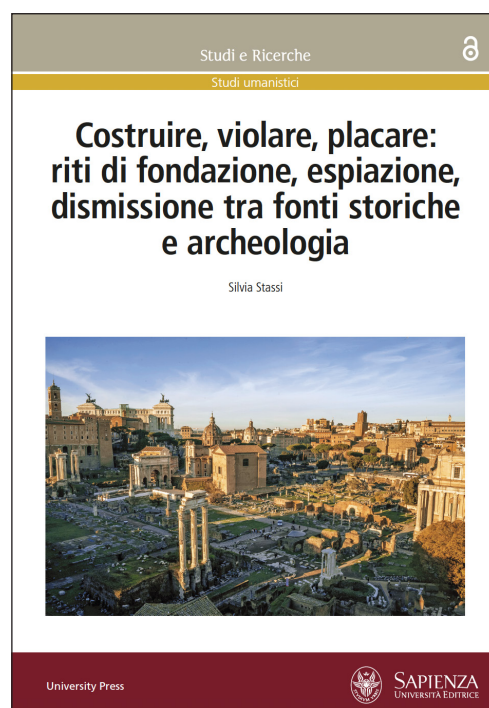 Studi e Ricerche
Studi umanistici
Costruire, violare, placare:
riti di fondazione, espiazione,
dismissione tra fonti storiche
e archeologia
Silvia Stassi
University Press
SAPIENZA
UNIVERSITÀ EDITRICE